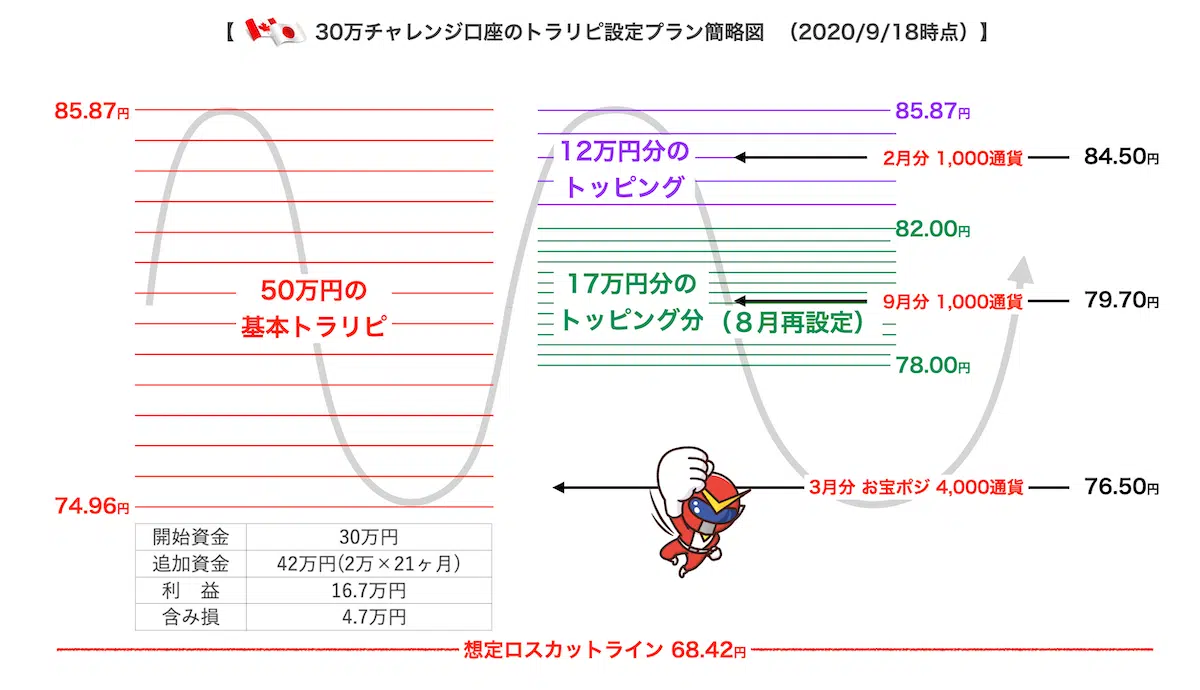 【 30万チャレンジ口座のトラリピ設定プラン簡略図 （2020/9/18時点）】
85.87円
50万円の
基本トラリピ
74.96円
85.87円
12万円分の
トッピング
2月分 1,000通貨
84.50円
82.00円
17万円分の
トッピング分（８月再設定）
9月分 1,000通貨
79.70円
78.00円
3月分 お宝ポジ 4,000通貨
76.50円
開始資金 30万円
追加資金 42万円(2万×21ヶ月)
利　益 16.7万円
含み損 4.7万円
想定ロスカットライン 68.42円